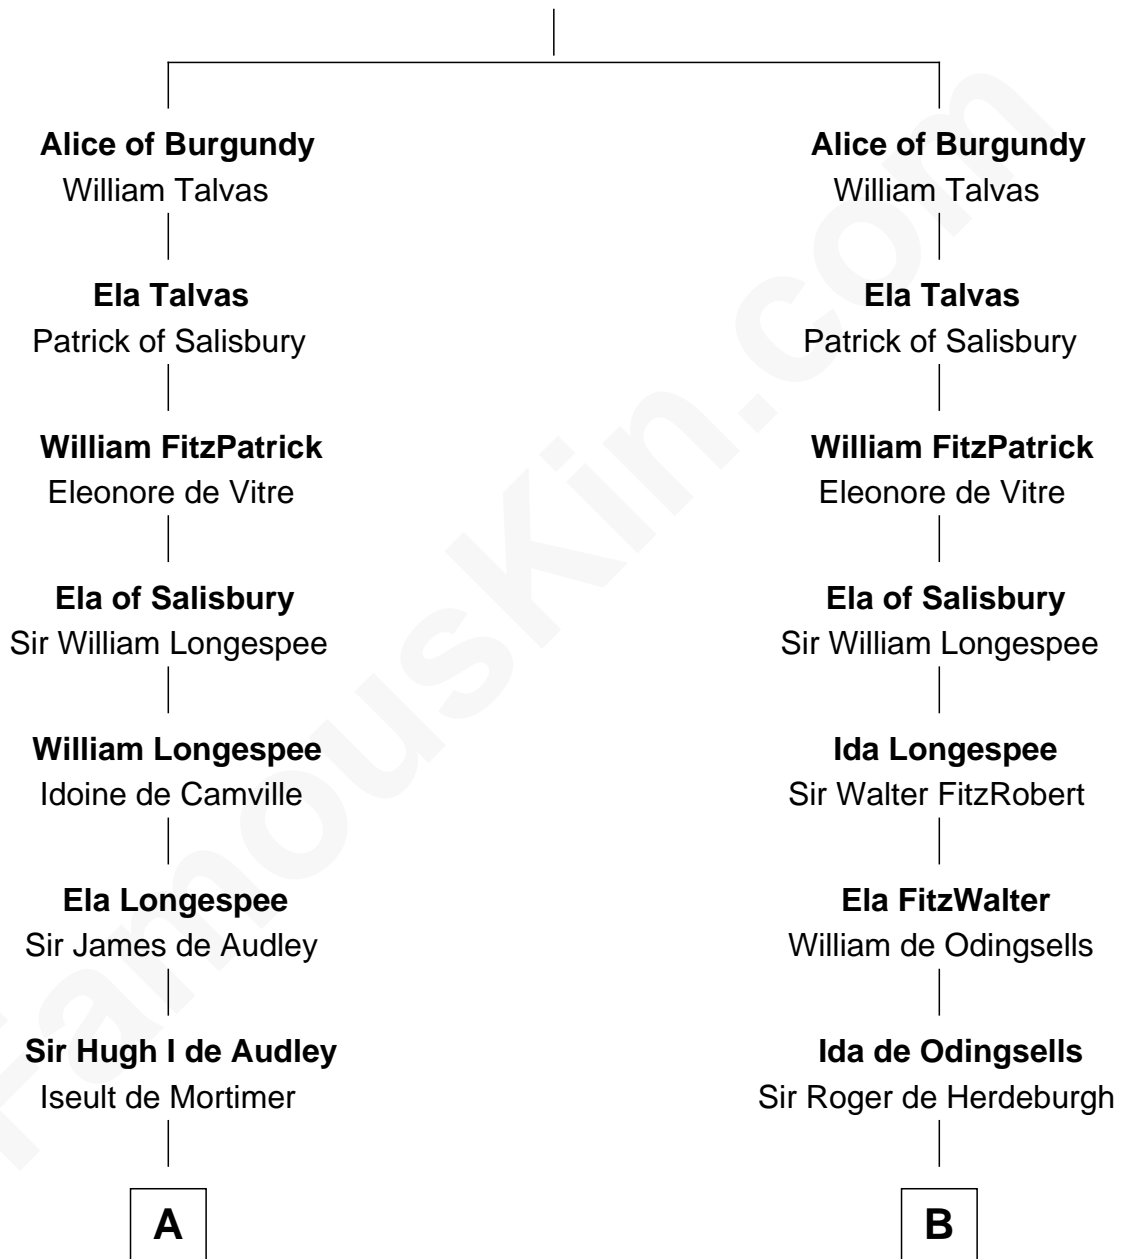 Alice of Burgundy
William Talvas
Ela Talvas
Patrick of Salisbury
William FitzPatrick
Eleonore de Vitre
Ela of Salisbury
Sir William Longespee
William Longespee
Idoine de Camville
Ela Longespee
Sir James de Audley
Sir Hugh I de Audley
Iseult de Mortimer
A
Alice of Burgundy
William Talvas
Ela Talvas
Patrick of Salisbury
William FitzPatrick
Eleonore de Vitre
Ela of Salisbury
Sir William Longespee
Ida Longespee
Sir Walter FitzRobert
Ela FitzWalter
William de Odingsells
Ida de Odingsells
Sir Roger de Herdeburgh
B
FamousKin.com